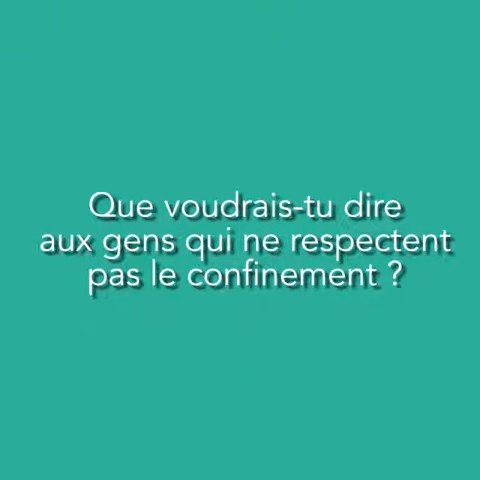 Que voudrais-tu dire
aux gens qui ne respectent
pas le confinement ?